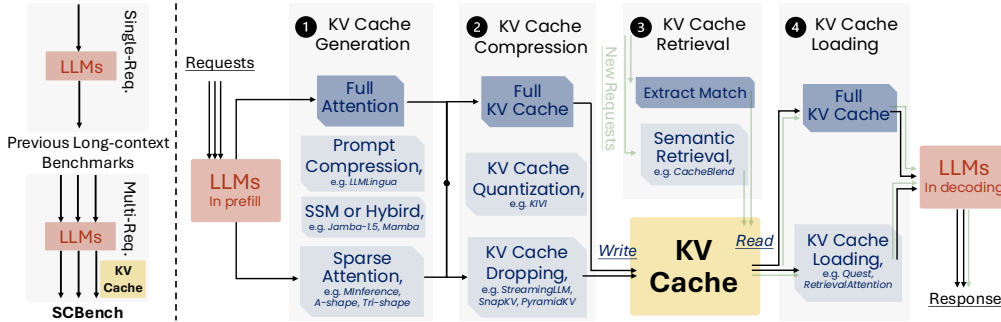 Single-Req.
LLMs
Previous Long-context
Benchmarks
Multi-Req.
LLMs
KV
Cache
SCBench
Requests
LLMs
In prefill
1 KV Cache
Generation
Full
Attention
Prompt
Compression,
e.g. LLMLingua
SSM or Hybird,
e.g. Jamba-1.5, Mamba
Sparse
Attention,
e.g. MInference,
A-shape, Tri-shape
2 KV Cache
Compression
Full
KV Cache
KV Cache
Quantization,
e.g. KIVI
KV Cache
Dropping,
e.g. StreamingLLM,
SnapKV, PyramidKV
3 KV Cache
Retrieval
New Requests
Extract Match
Semantic
Retrieval,
e.g. CacheBlend
Write
KV
Cache
Read
4 KV Cache
Loading
Full
KV Cache
KV Cache
Loading,
e.g. Quest,
RetrievalAttention
LLMs
In decoding
Response